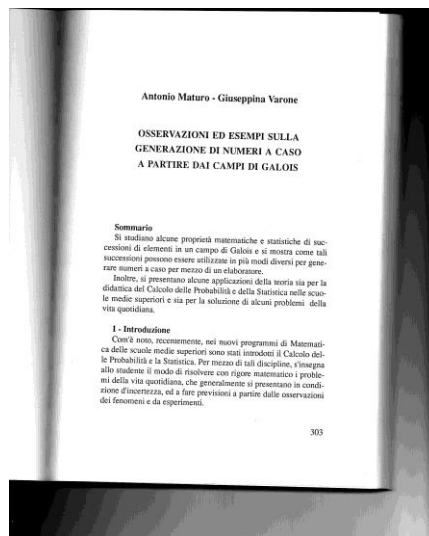 Antonio Maturo - Giuseppina Varone
OSSERVAZIONI ED ESEMPI SULLA
GENERAZIONE DI NUMERI A CASO
A PARTIRE DAI CAMPI DI GALOIS
Sommario
Si studiano alcune proprietà matematiche e statistiche di suc-
cessioni di elementi in un campo di Galois e si mostra come tali
successioni possono essere utilizzate in più modi diversi per gene-
rare numeri a caso per mezzo di un elaboratore.
Inoltre, si presentano alcune applicazioni della teoria sia per la
didattica del Calcolo delle Probabilità e della Statistica nelle scuo-
le medie superiori e sia per la soluzione di alcuni problemi della
vita quotidiana.
1 - Introduzione
Com'è noto, recentemente, nei nuovi programmi di Matemati-
ca delle scuole medie superiori sono stati introdotti il Calcolo del-
le Probabilità e la Statistica. Per mezzo di tali discipline, s'insegna
allo studente il modo di risolvere con rigore matematico i proble-
mi della vita quotidiana, che generalmente si presentano in condi-
zione d'incertezza, ed a fare previsioni a partire dalle osservazioni
dei fenomeni e da esperimenti.
303